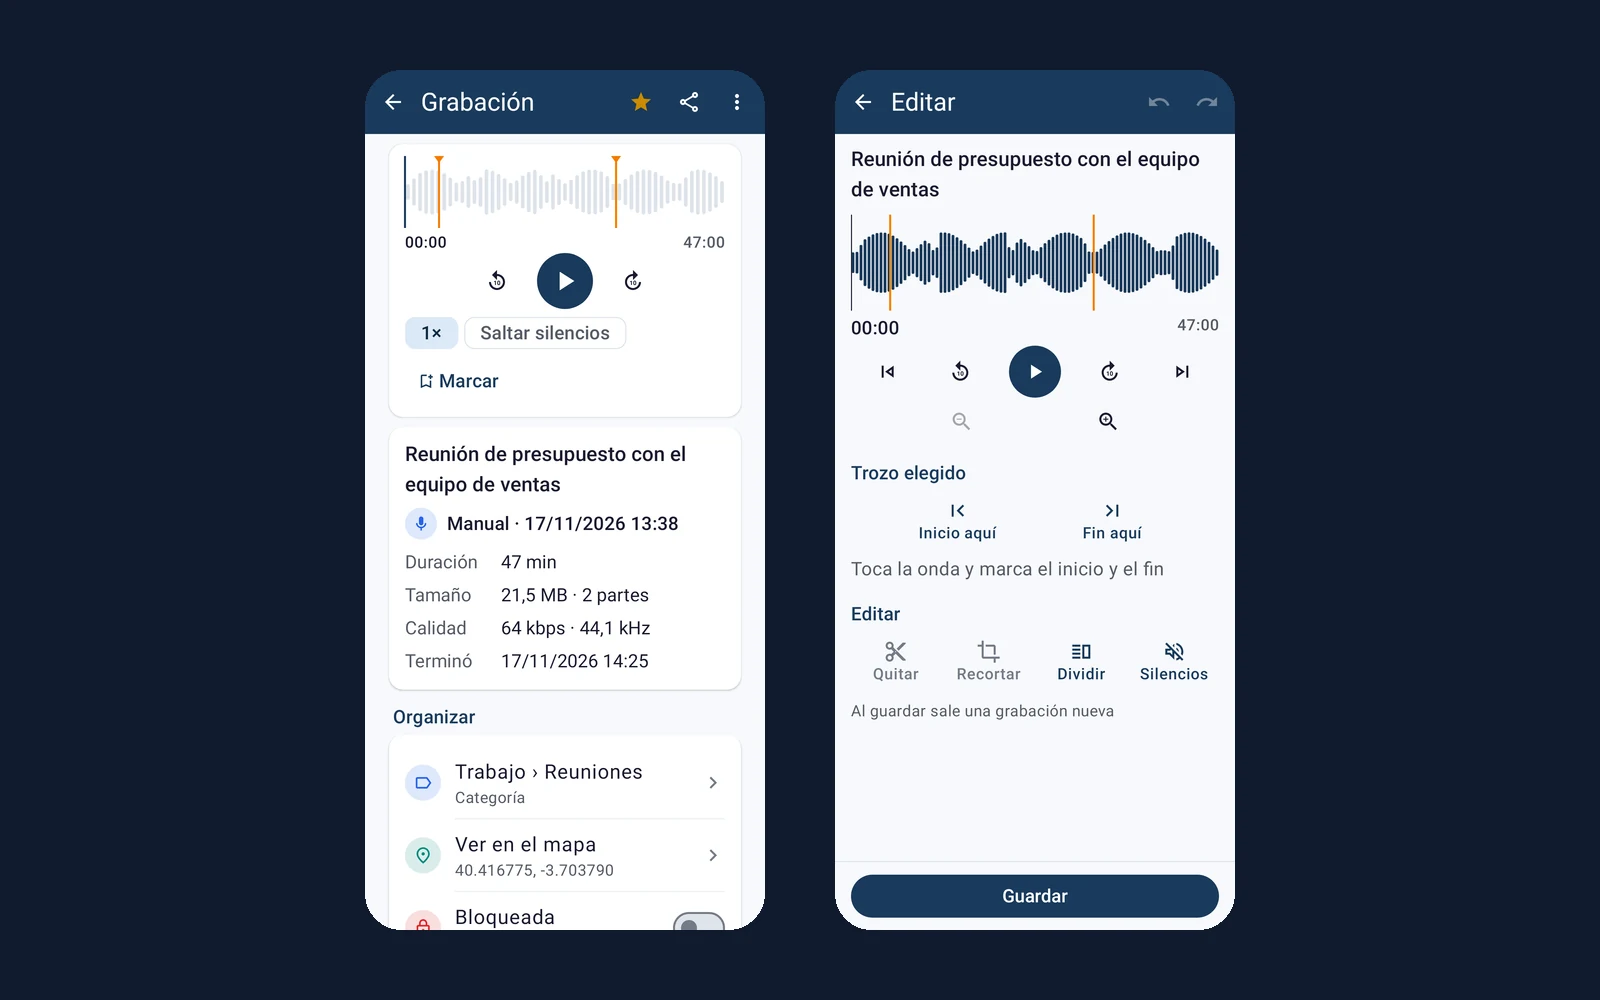 Grabación
00:00
47:00
10
10
1×
Saltar silencios
Marcar
Reunión de presupuesto con el
equipo de ventas
Manual · 17/11/2026 13:38
Duración 47 min
Tamaño 21,5 MB · 2 partes
Calidad 64 kbps · 44,1 kHz
Terminó 17/11/2026 14:25
Organizar
Trabajo › Reuniones
Categoría
Ver en el mapa
40.416775, -3.703790
Bloqueada
Editar
Reunión de presupuesto con el equipo
de ventas
00:00
47:00
10
10
Trozo elegido
Inicio aquí
Fin aquí
Toca la onda y marca el inicio y el fin
Editar
Quitar
Recortar
Dividir
Silencios
Al guardar sale una grabación nueva
Guardar